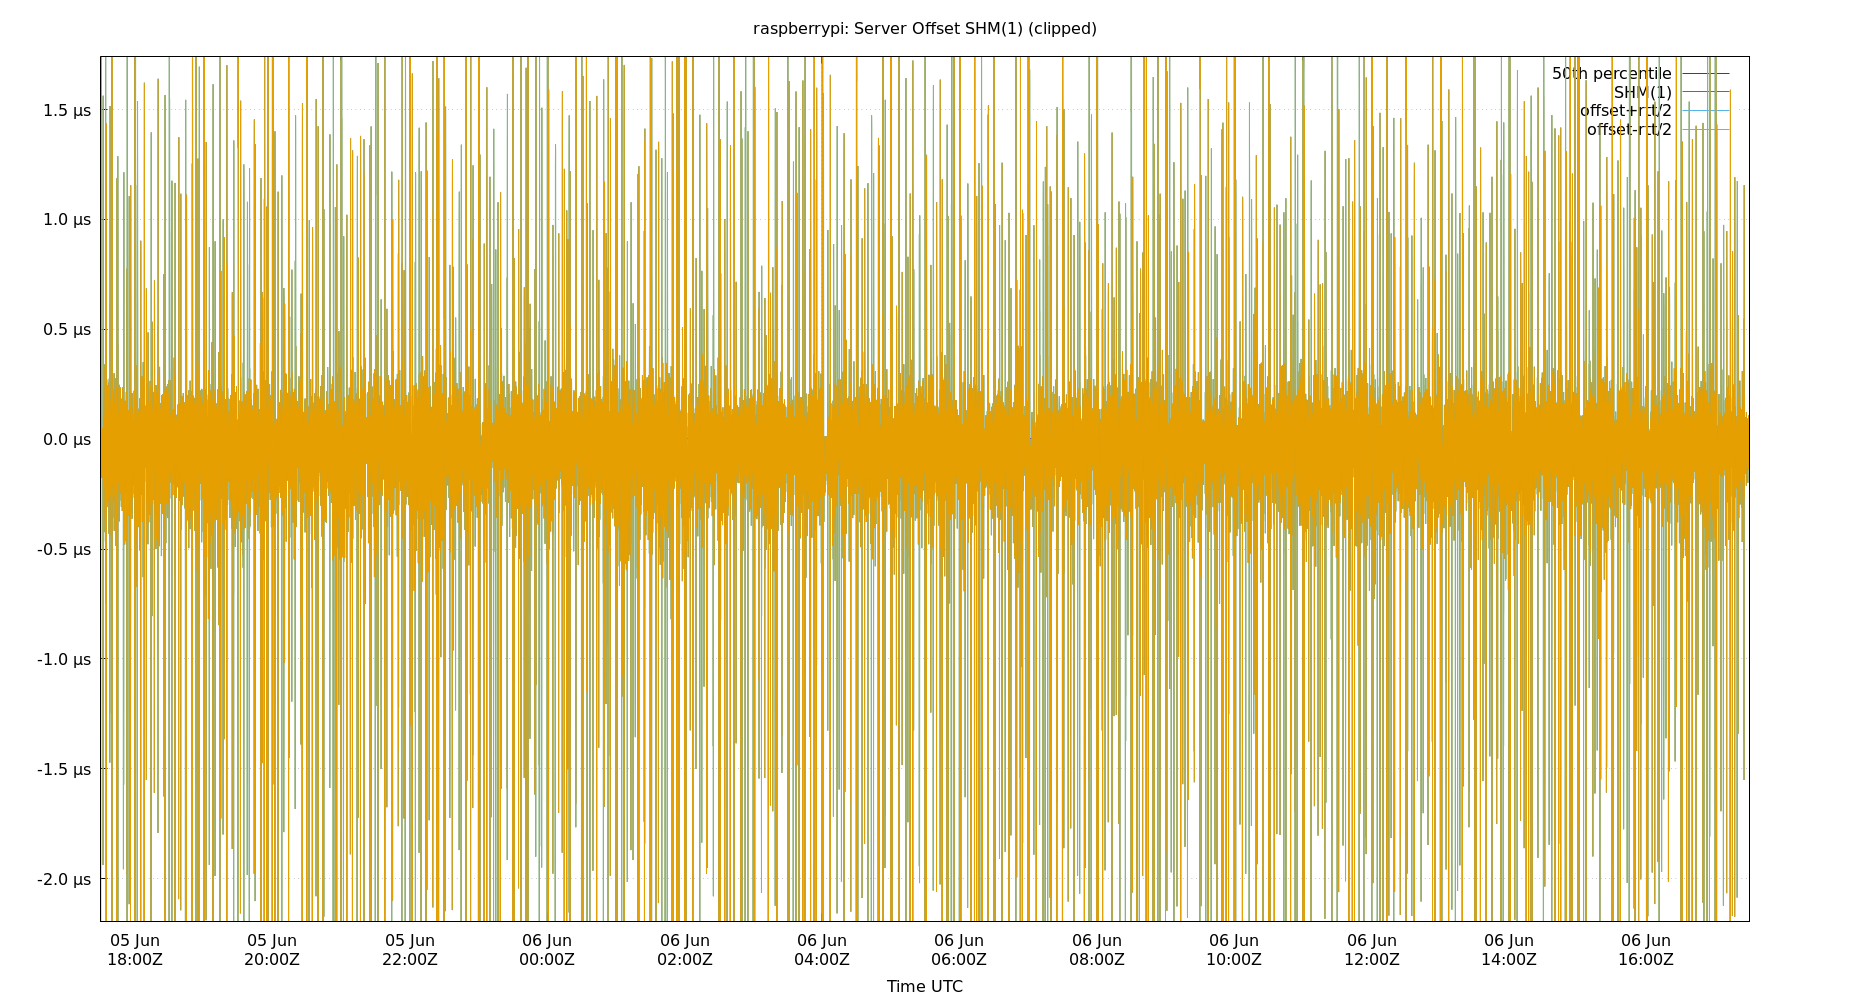 raspberrypi: Server Offset SHM(1) (clipped)
50th percentile
SHM(1)
offset+rtt/2
offset-rtt/2
1.5 µs
1.0 µs
0.5 µs
0.0 µs
-0.5 µs
-1.0 µs
-1.5 µs
-2.0 µs
05 Jun 05 Jun 05 Jun 06 Jun 06 Jun 06 Jun 06 Jun 06 Jun 06 Jun 06 Jun 06 Jun 06 Jun
18:00Z 20:00Z 22:00Z 00:00Z 02:00Z 04:00Z 06:00Z 08:00Z 10:00Z 12:00Z 14:00Z 16:00Z
Time UTC